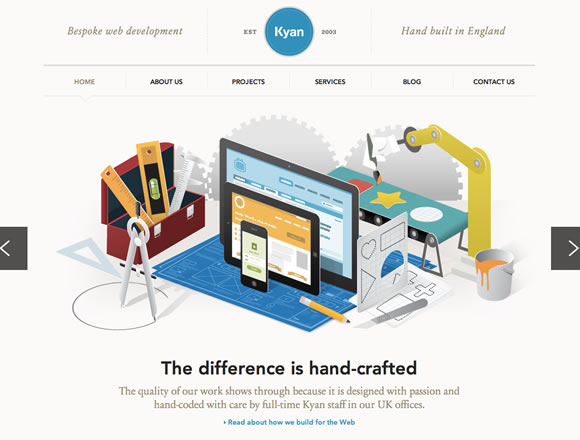 Bespoke web development
EST Kyan 2003
Hand built in England
HOME ABOUT US PROJECTS SERVICES BLOG CONTACT US
The difference is hand-crafted
The quality of our work shows through because it is designed with passion and
hand-coded with care by full-time Kyan staff in our UK offices.
Read about how we build for the Web